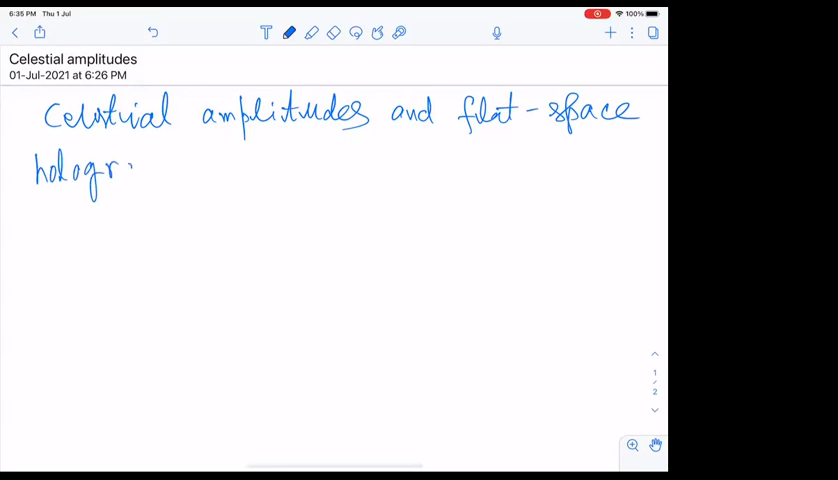 6:35 PM Thu 1 Jul 100%
Celestial amplitudes
01-Jul-2021 at 6:26 PM
Celestial amplitudes and flat-space
hologr
1
2